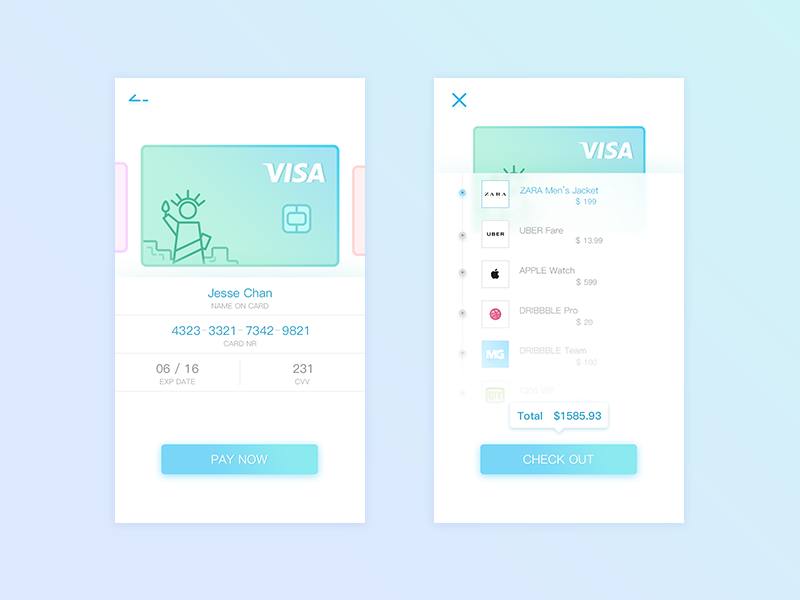 VISA
Jesse Chan
NAME ON CARD
4323-3321-7342-9821
CARD NR
06 / 16
EXP DATE
231
CVV
PAY NOW
VISA
ZARA
ZARA Men's Jacket
$ 199
UBER
UBER Fare
$ 13.99
APPLE Watch
$ 599
DRIBBBLE Pro
$ 20
MG
DRIBBBLE Team
$ 100
Total $1585.93
CHECK OUT